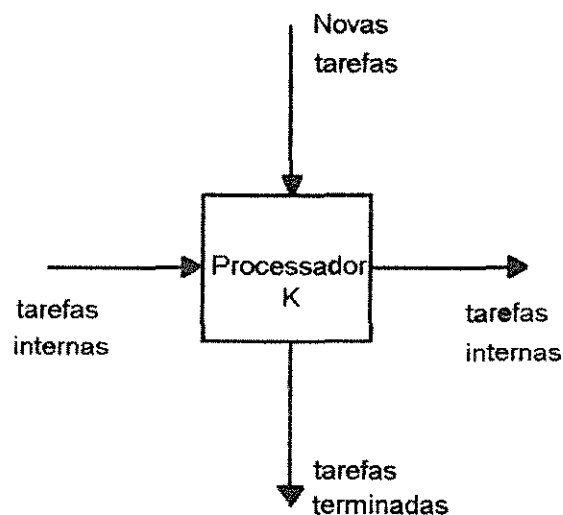 Novas
tarefas
Processador
K
tarefas
internas
tarefas
internas
tarefas
terminadas